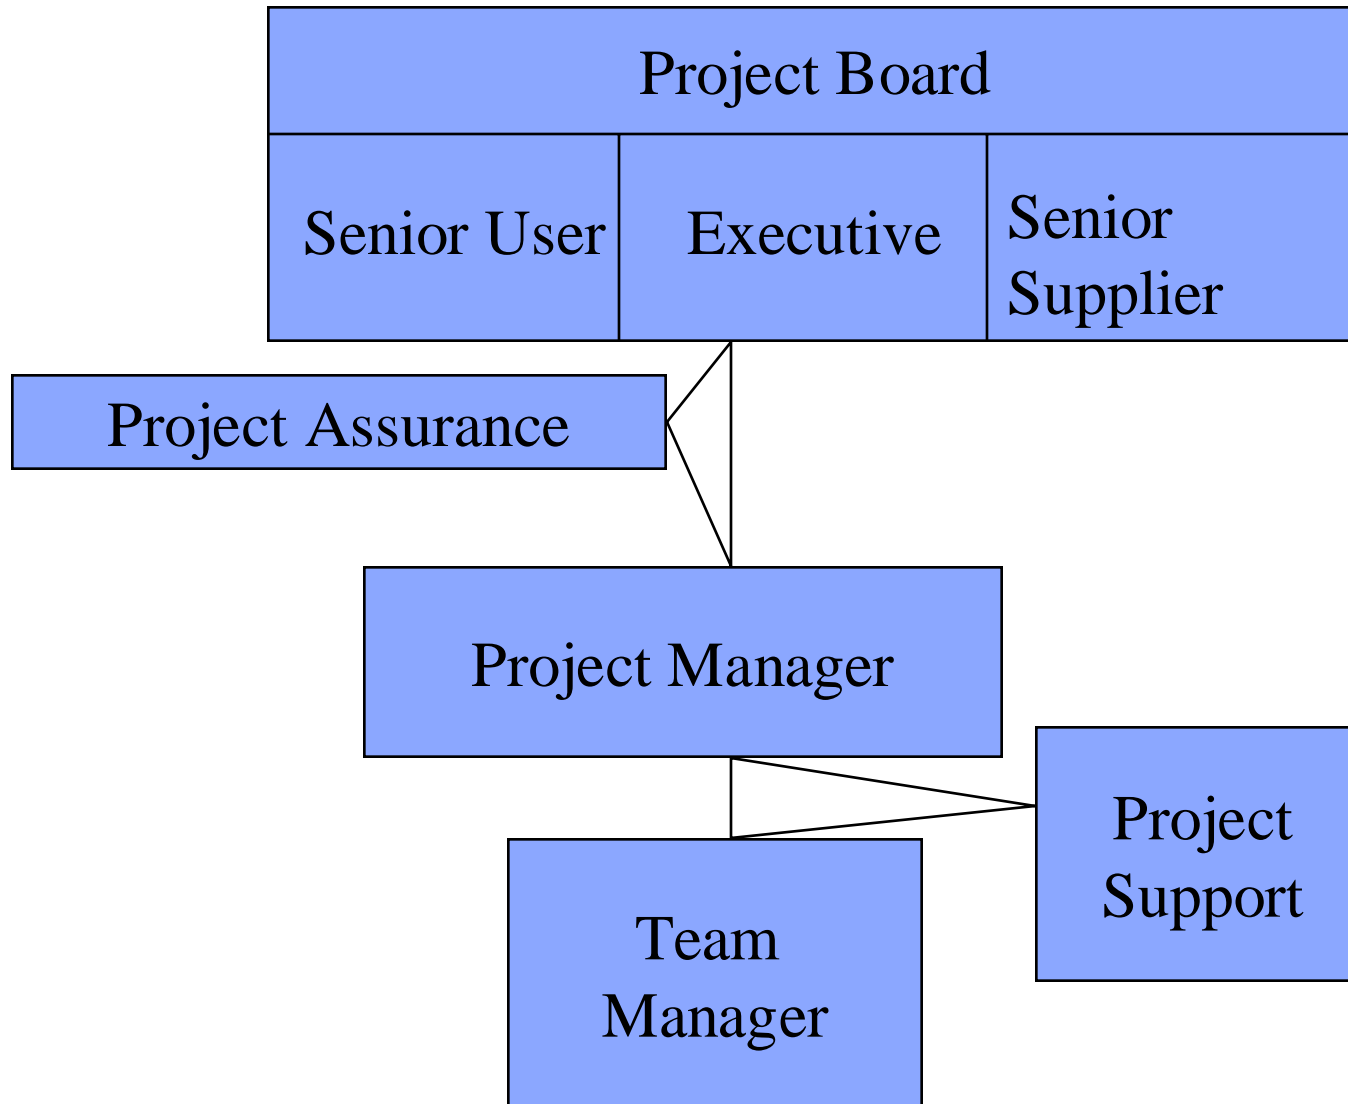 Project Board
Senior User
Executive
Senior
Supplier
Project Assurance
Project Manager
Project
Support
Team
Manager